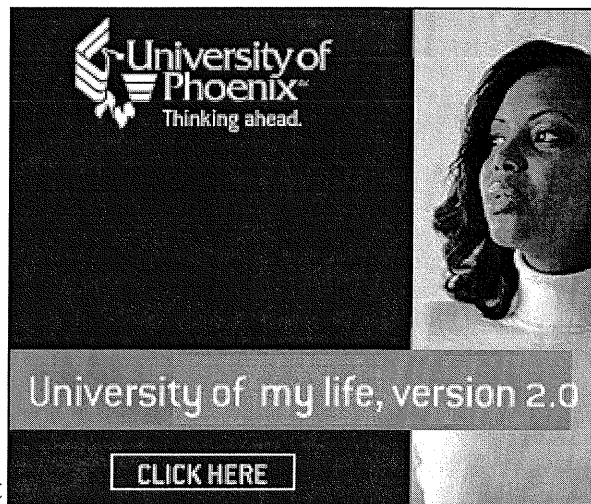 University of
Phoenix
Thinking ahead.
University of my life, version 2.0
CLICK HERE